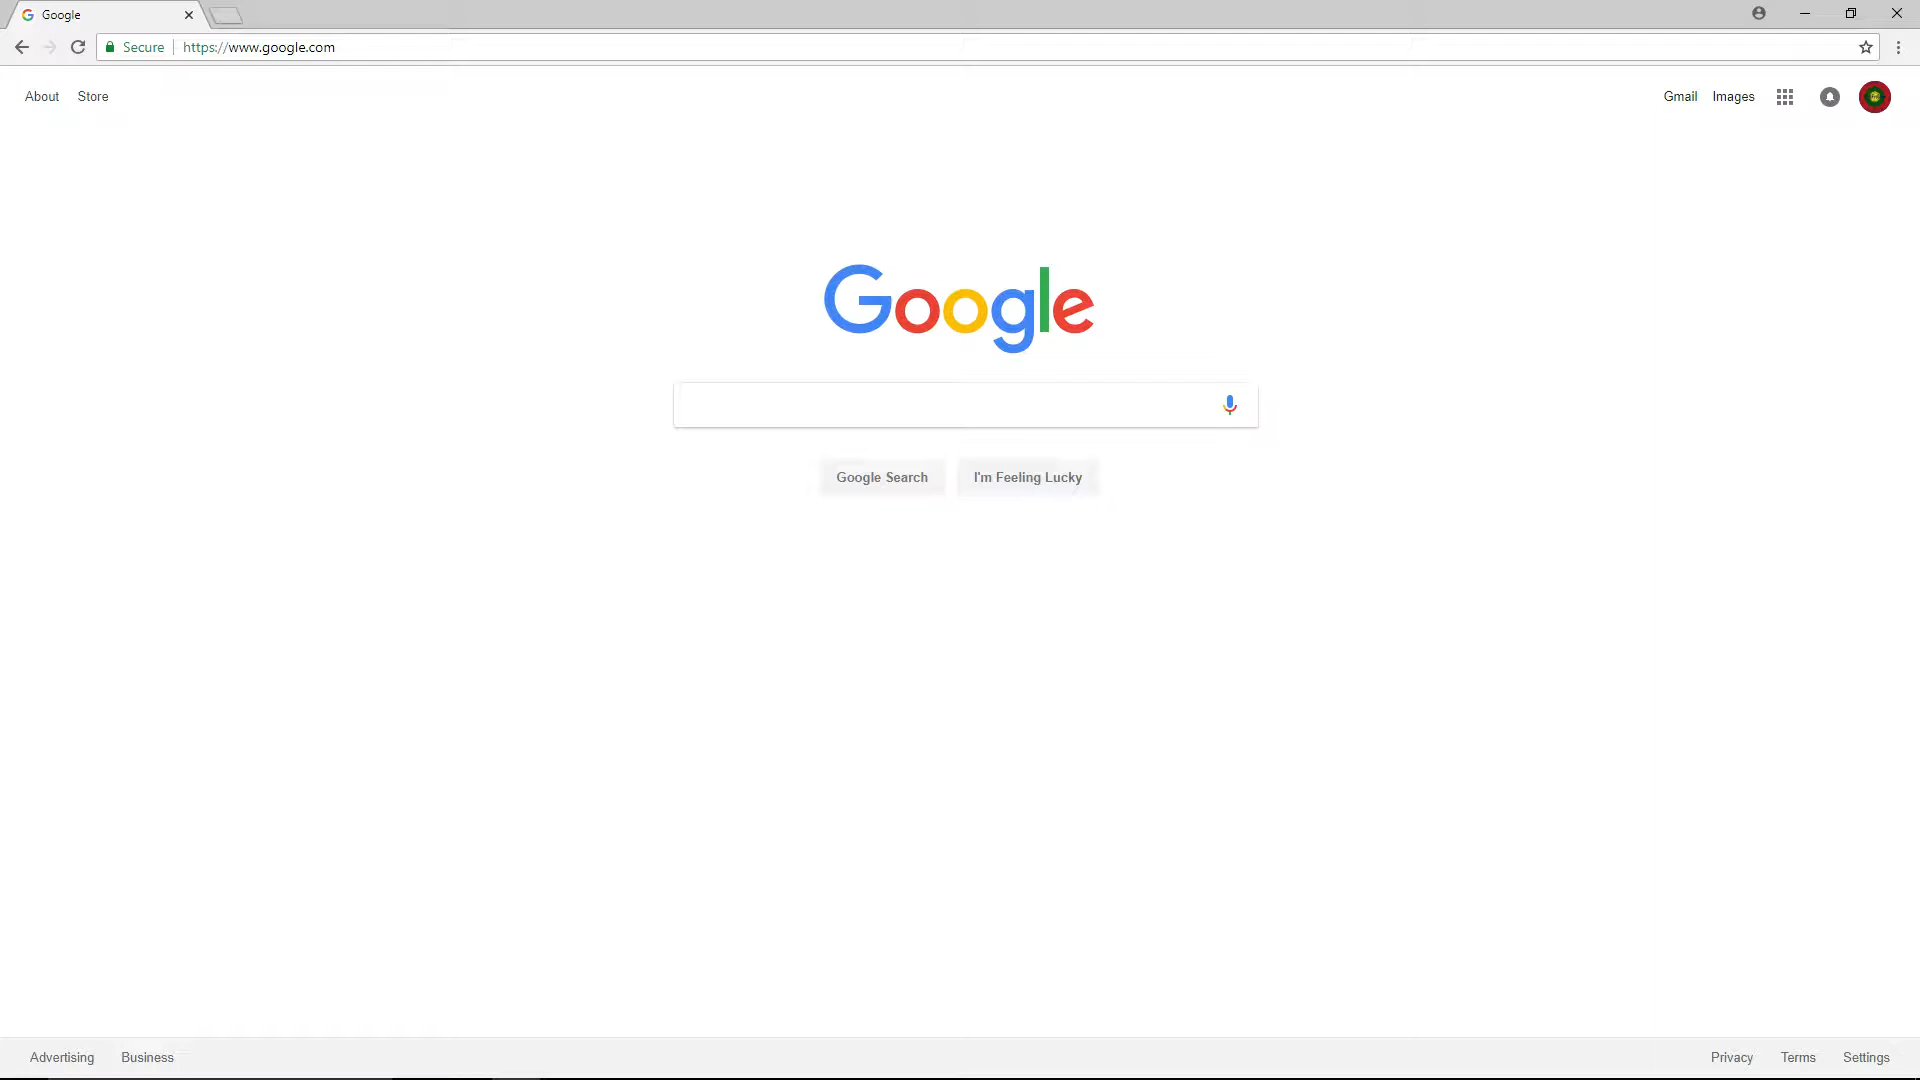 Google
Secure https://www.google.com
About Store Gmail Images
Google
Google Search I'm Feeling Lucky
Advertising Business Privacy Terms Settings